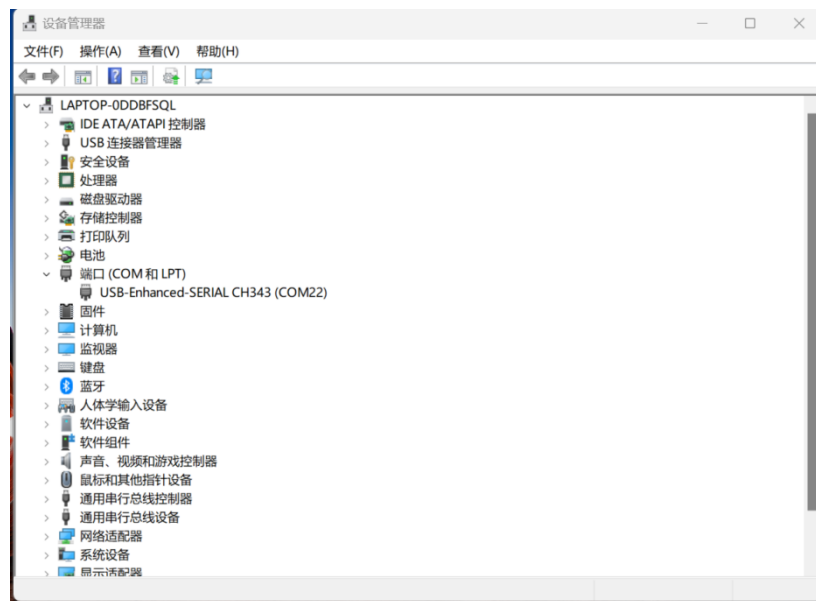 设备管理器
文件(F) 操作(A) 查看(V) 帮助(H)
LAPTOP-0DDBFSQL
IDE ATA/ATAPI 控制器
USB 连接器管理器
安全设备
处理器
磁盘驱动器
存储控制器
打印队列
电池
端口 (COM 和 LPT)
USB-Enhanced-SERIAL CH343 (COM22)
固件
计算机
监视器
键盘
蓝牙
人体学输入设备
软件设备
软件组件
声音、视频和游戏控制器
鼠标和其他指针设备
通用串行总线控制器
通用串行总线设备
网络适配器
系统设备
显示适配器